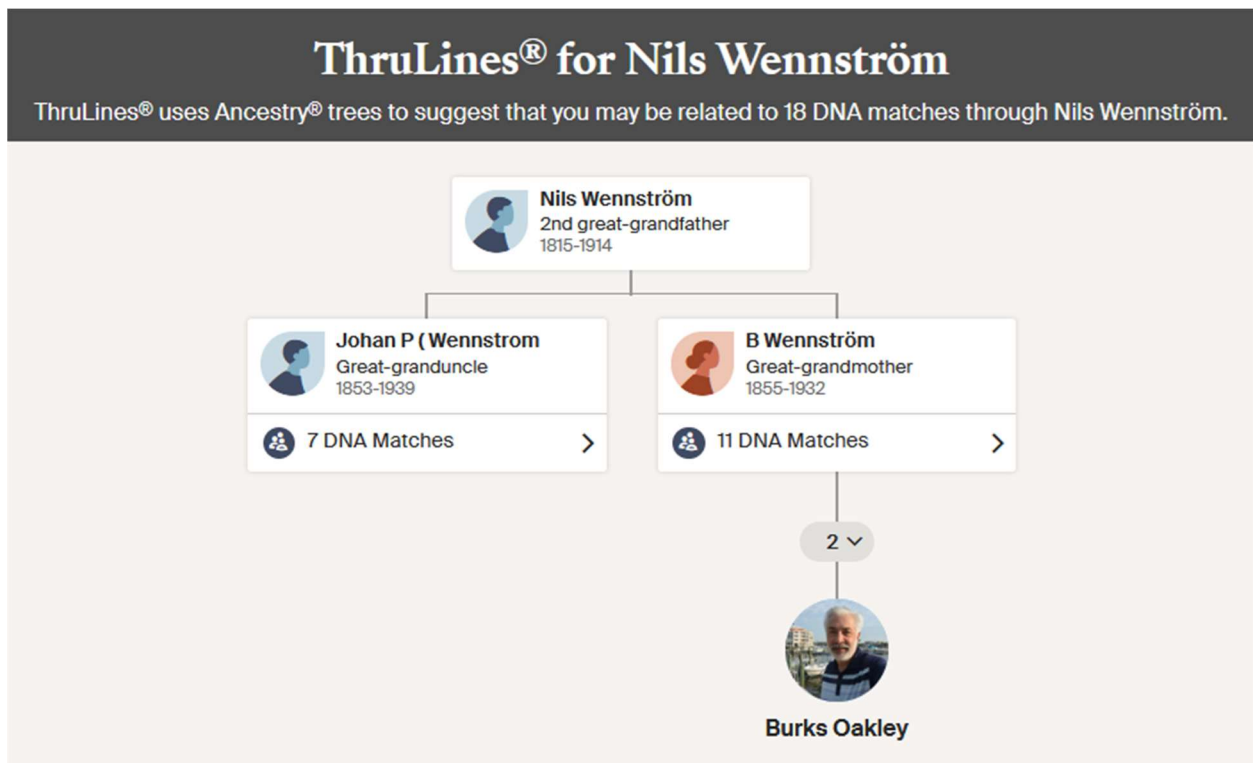 ThruLines® for Nils Wennström
ThruLines® uses Ancestry® trees to suggest that you may be related to 18 DNA matches through Nils Wennström.
Nils Wennström
2nd great-grandfather
1815-1914
Johan P ( Wennstrom
Great-granduncle
1853-1939
7 DNA Matches
B Wennström
Great-grandmother
1855-1932
11 DNA Matches
2
Burks Oakley